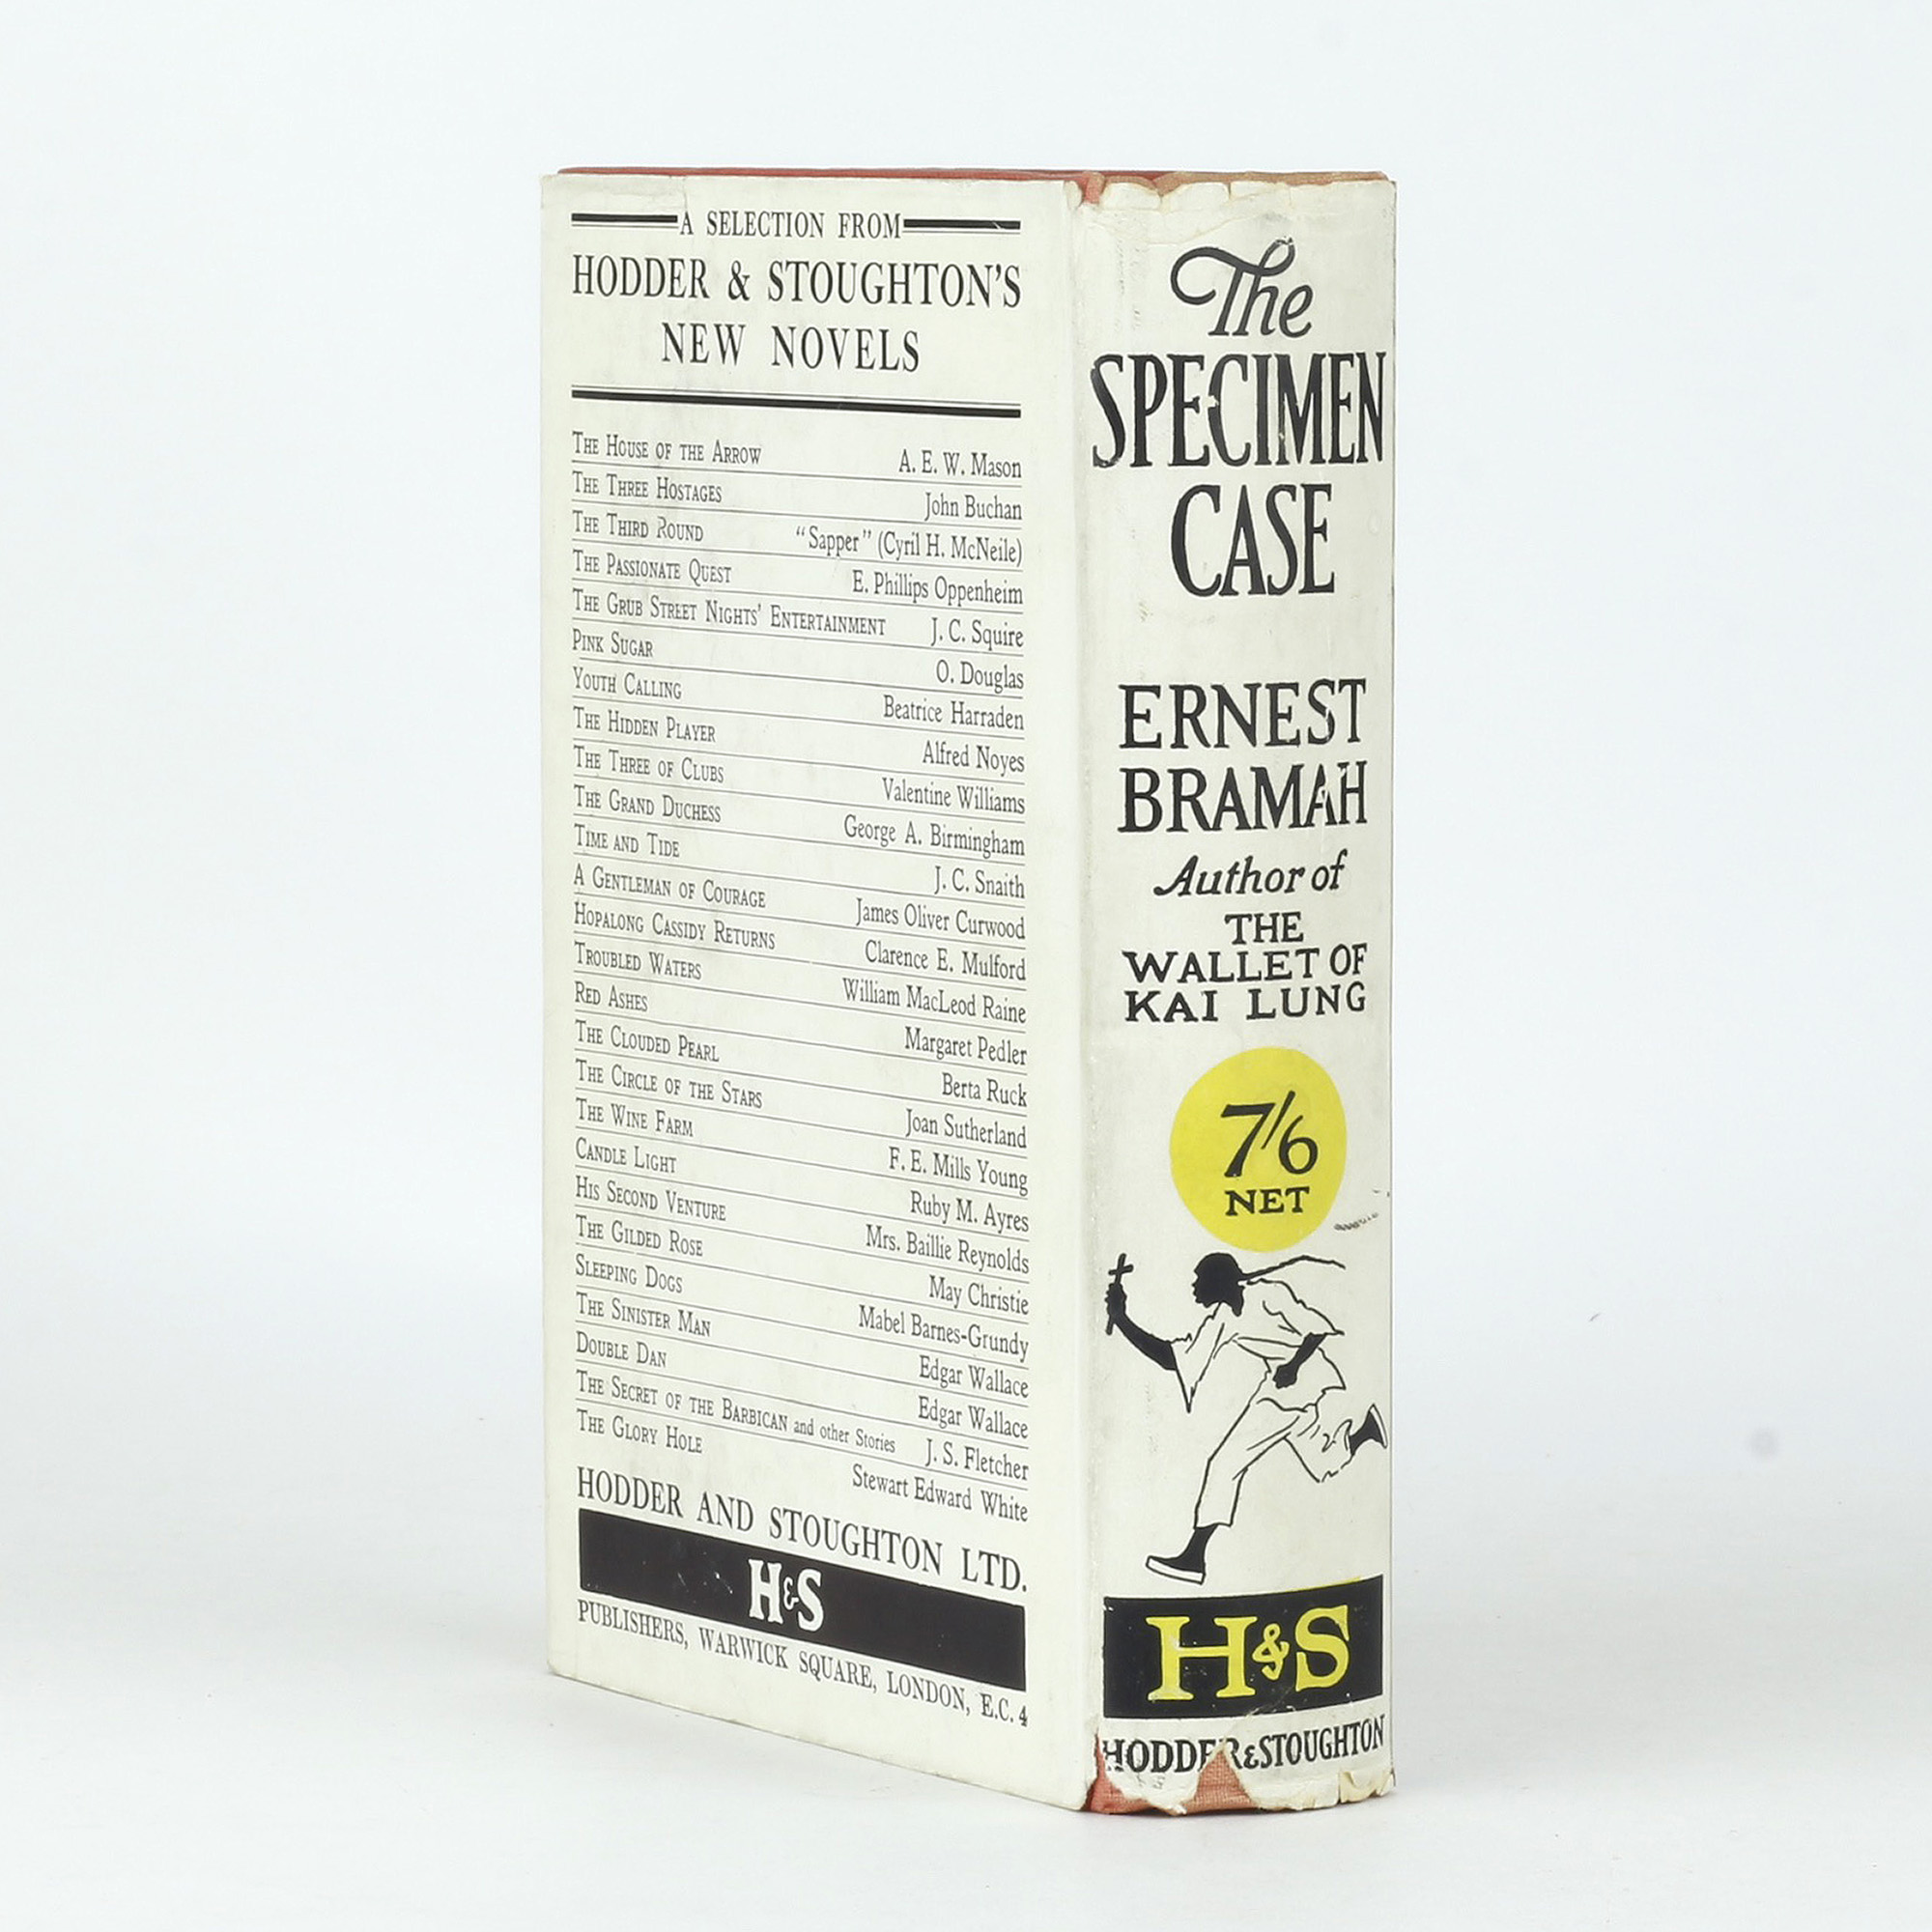 A SELECTION FROM
HODDER & STOUGHTON'S
NEW NOVELS
THE HOUSE OF THE ARROW A. E. W. Mason
THE THREE HOSTAGES John Buchan
THE THIRD ROUND "Sapper" (Cyril H. McNeile)
THE PASSIONATE QUEST E. Phillips Oppenheim
THE GRUB STREET NIGHTS' ENTERTAINMENT J. C. Squire
PINK SUGAR O. Douglas
YOUTH CALLING Beatrice Harraden
THE HIDDEN PLAYER Alfred Noyes
THE THREE OF CLUBS Valentine Williams
THE GRAND DUCHESS George A. Birmingham
TIME AND TIDE J. C. Snaith
A GENTLEMAN OF COURAGE James Oliver Curwood
HOPALONG CASSIDY RETURNS Clarence E. Mulford
TROUBLED WATERS William MacLeod Raine
RED ASHES Margaret Pedler
THE CLOUDED PEARL Berta Ruck
THE CIRCLE OF THE STARS Joan Sutherland
THE WINE FARM F. E. Mills Young
CANDLE LIGHT Ruby M. Ayres
HIS SECOND VENTURE Mrs. Baillie Reynolds
THE GILDED ROSE May Christie
SLEEPING DOGS Mabel Barnes-Grundy
THE SINISTER MAN Edgar Wallace
DOUBLE DAN Edgar Wallace
THE SECRET OF THE BARBICAN and other Stories J. S. Fletcher
THE GLORY HOLE Stewart Edward White
HODDER AND STOUGHTON LTD.
H&S
PUBLISHERS, WARWICK SQUARE, LONDON, E.C. 4
The
SPECIMEN
CASE
ERNEST
BRAMAH
Author of
THE
WALLET OF
KAI LUNG
7/6
NET
H&S
HODDER & STOUGHTON